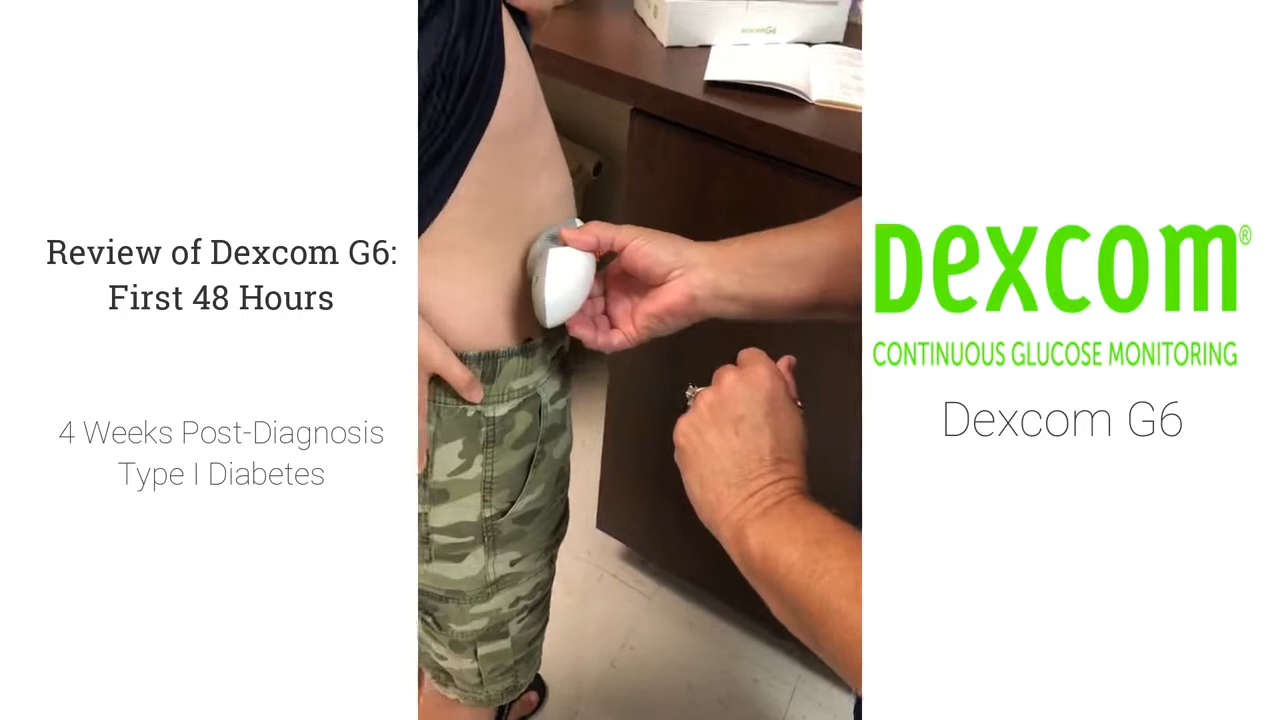 Review of Dexcom G6:
First 48 Hours
4 Weeks Post-Diagnosis
Type I Diabetes
dexcomG6
Dexcom®
CONTINUOUS GLUCOSE MONITORING
Dexcom G6